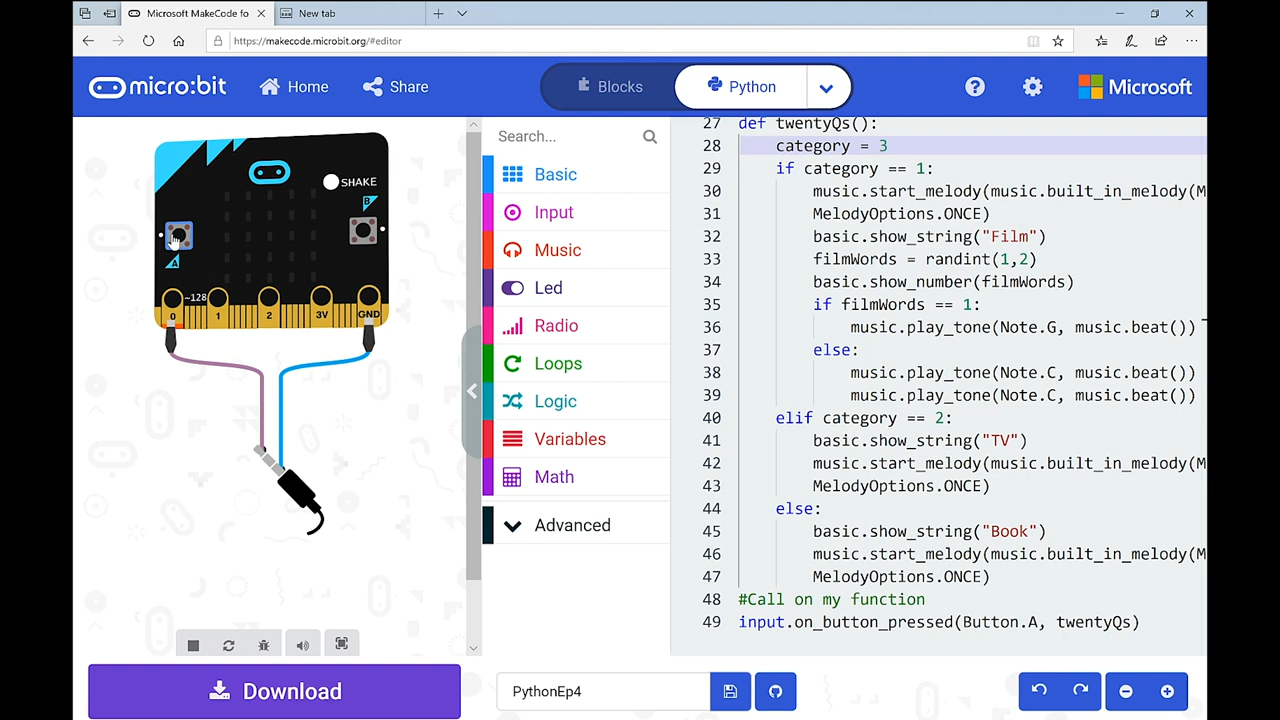 Microsoft MakeCode fo
New tab
https://makecode.microbit.org/#editor
micro:bit
Home
Share
Blocks
Python
Microsoft
SHAKE
B
A
~128
0
1
2
3V
GND
Download
Search...
Basic
Input
Music
Led
Radio
Loops
Logic
Variables
Math
Advanced
27 def twentyQs():
28 category = 3
29 if category == 1:
30 music.start_melody(music.built_in_melody(M
31 MelodyOptions.ONCE)
32 basic.show_string("Film")
33 filmWords = randint(1,2)
34 basic.show_number(filmWords)
35 if filmWords == 1:
36 music.play_tone(Note.G, music.beat())
37 else:
38 music.play_tone(Note.C, music.beat())
39 music.play_tone(Note.C, music.beat())
40 elif category == 2:
41 basic.show_string("TV")
42 music.start_melody(music.built_in_melody(M
43 MelodyOptions.ONCE)
44 else:
45 basic.show_string("Book")
46 music.start_melody(music.built_in_melody(M
47 MelodyOptions.ONCE)
48 #Call on my function
49 input.on_button_pressed(Button.A, twentyQs)
PythonEp4